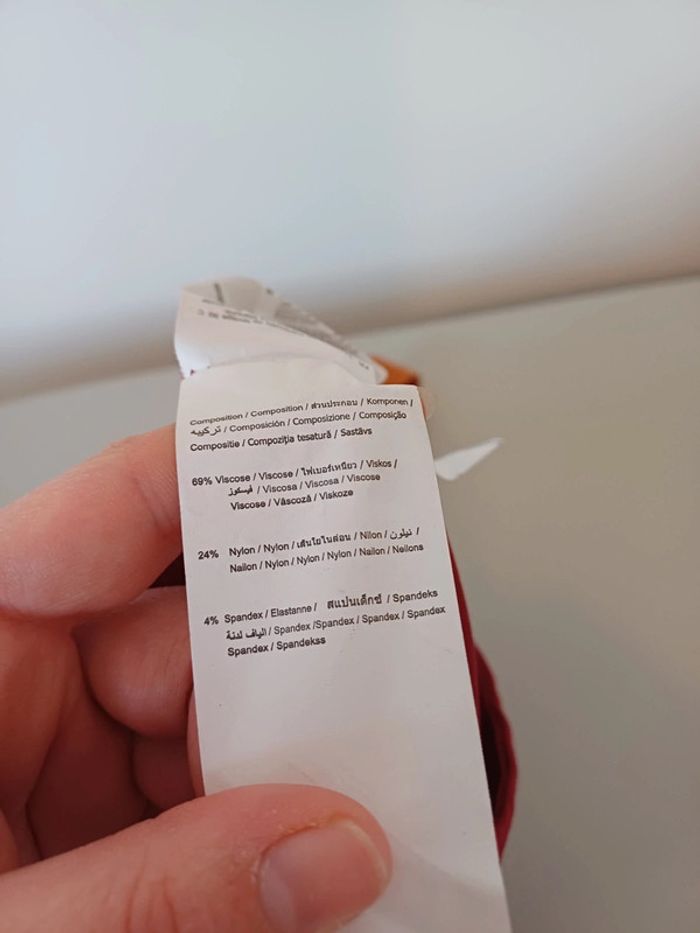 Composition / Composition / ส่วนประกอบ / Komponen /
تركيبه / Composición / Composizione / Composição
Compositie / Compoziția tesatură / Sastāvs
69% Viscose / Viscose / ไฟเบอร์เหนียว / Viskos /
فيسكوز / Viscosa / Viscosa / Viscose
Viscose / Vâscoză / Viskoze
24% Nylon / Nylon / เส้นใยไนล่อน / Nilon / نيلون /
Nailon / Nylon / Nylon / Nylon / Nailon / Neilons
4% Spandex / Elastanne / สแปนเด็กซ์ / Spandeks
الياف لدنة / Spandex /Spandex / Spandex / Spandex
Spandex / Spandekss